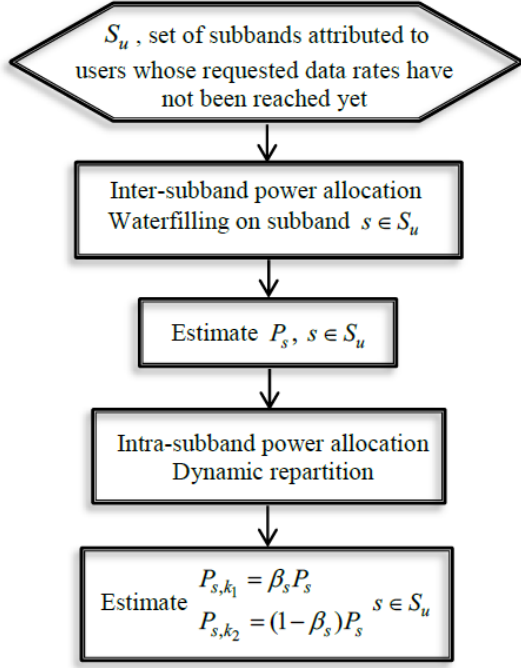 S_u , set of subbands attributed to
users whose requested data rates have
not been reached yet
Inter-subband power allocation
Waterfilling on subband s ∈ S_u
Estimate P_s, s ∈ S_u
Intra-subband power allocation
Dynamic repartition
Estimate P_{s,k_1} = β_s P_s
P_{s,k_2} = (1 − β_s)P_s s ∈ S_u